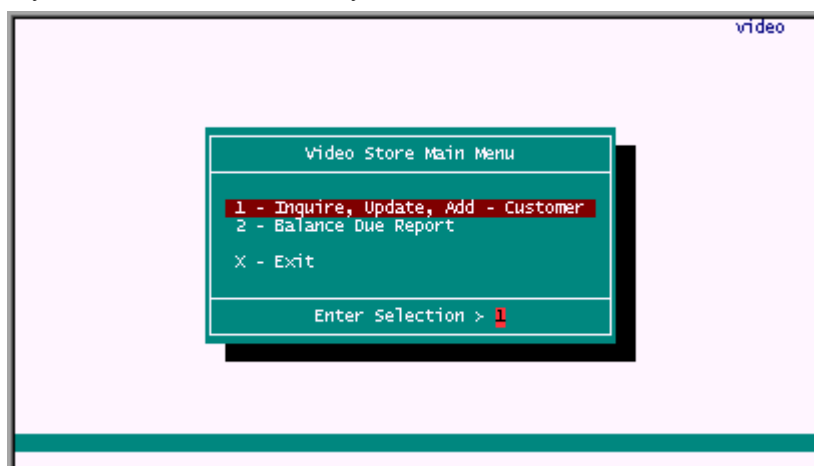 video
Video Store Main Menu
1 - Inquire, Update, Add - Customer
2 - Balance Due Report
X - Exit
Enter Selection > 1